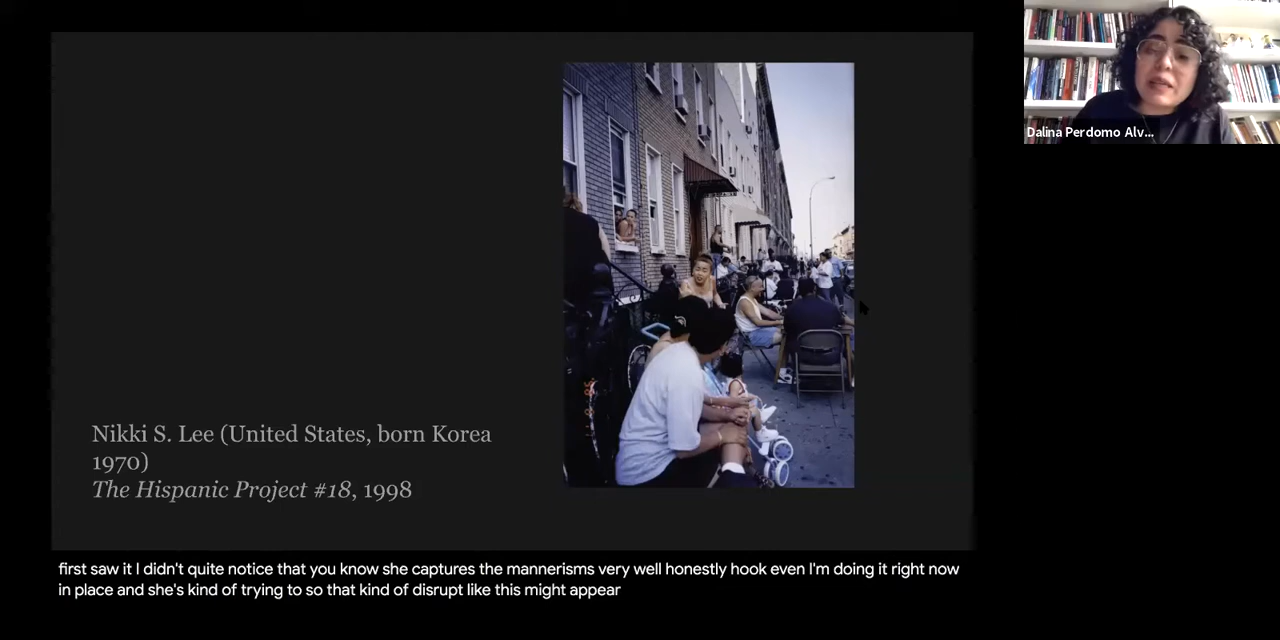 Dalina Perdomo Alv...
Nikki S. Lee (United States, born Korea
1970)
The Hispanic Project #18, 1998
first saw it I didn't quite notice that you know she captures the mannerisms very well honestly hook even I'm doing it right now
in place and she's kind of trying to so that kind of disrupt like this might appear